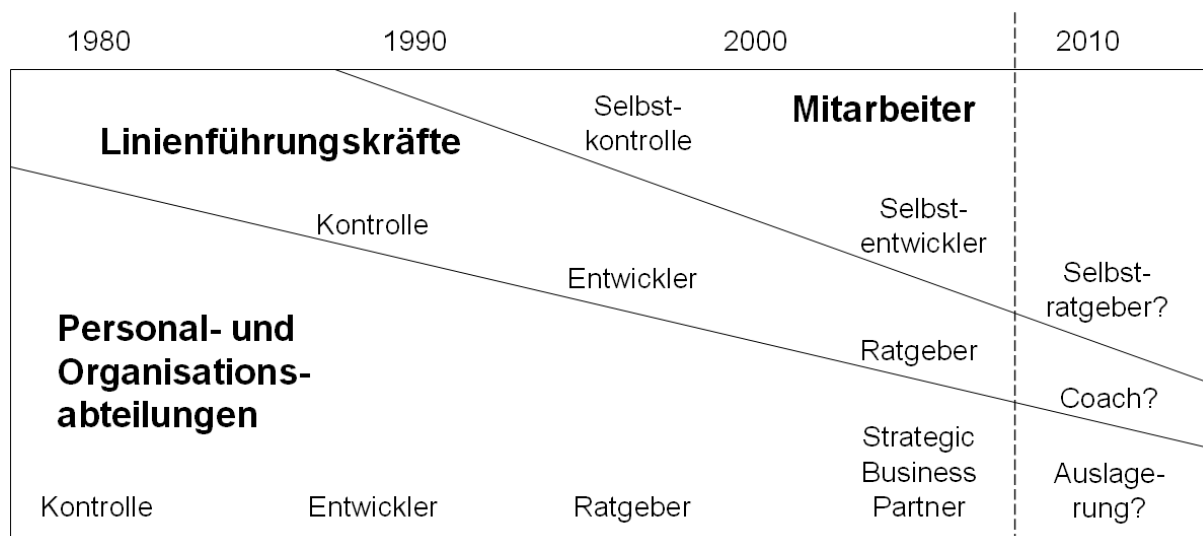 1980 1990 2000 2010
Linienführungskräfte
Selbst-
kontrolle
Mitarbeiter
Kontrolle
Entwickler
Selbst-
entwickler
Ratgeber
Selbst-
ratgeber?
Coach?
Personal- und
Organisations-
abteilungen
Kontrolle
Entwickler
Ratgeber
Strategic
Business
Partner
Auslage-
rung?